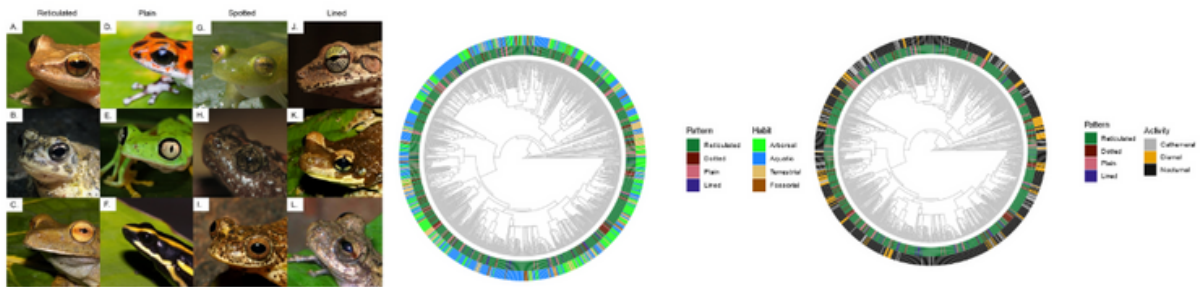 Reticulated Plain Spotted Lined
A. D. G. J.
B. E. H. K.
C. F. I. L.
Pattern Habit
Reticulated Arboreal
Dotted Aquatic
Plain Terrestrial
Lined Fossorial
Pattern Activity
Reticulated Cathemeral
Dotted Diurnal
Plain Nocturnal
Lined